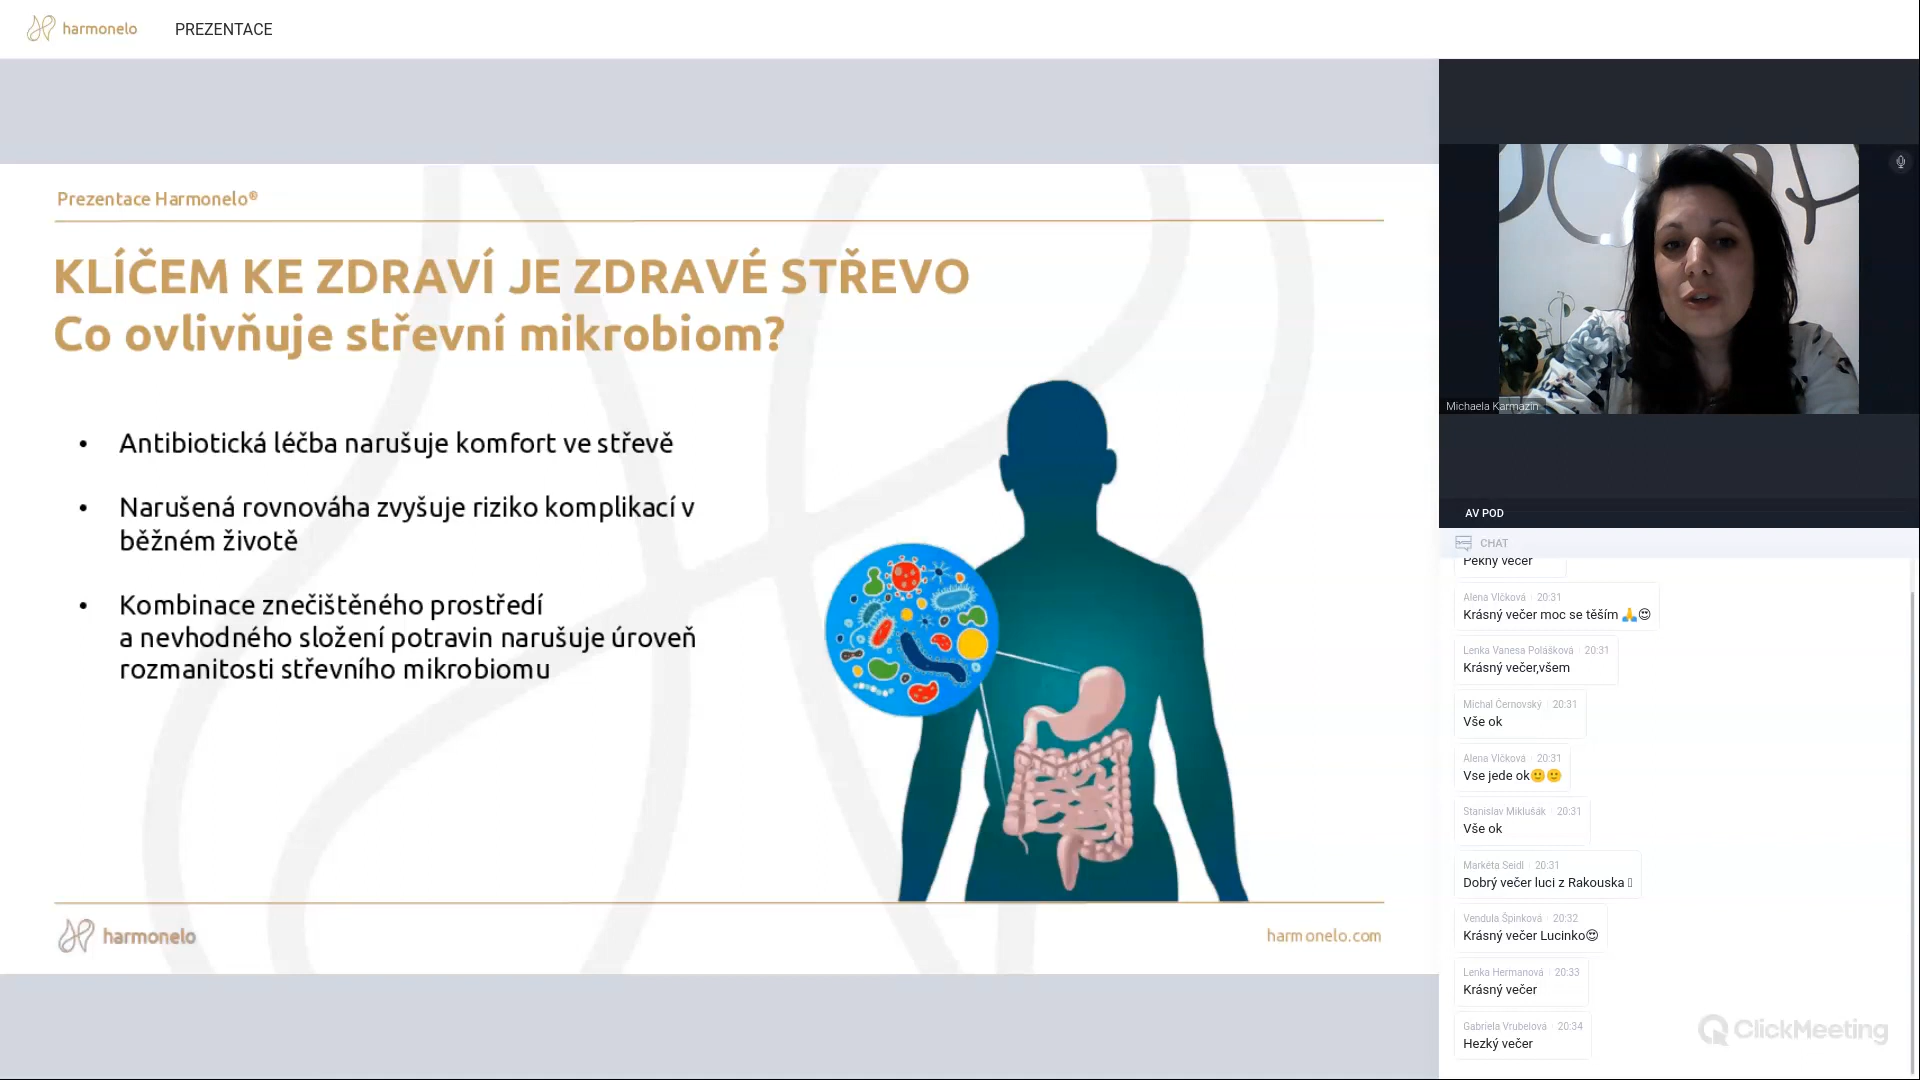 harmonelo
PREZENTACE
Prezentace Harmonelo®
KLÍČEM KE ZDRAVÍ JE ZDRAVÉ STŘEVO
Co ovlivňuje střevní mikrobiom?
• Antibiotická léčba narušuje komfort ve střevě
• Narušená rovnováha zvyšuje riziko komplikací v
běžném životě
• Kombinace znečištěného prostředí
a nevhodného složení potravin narušuje úroveň
rozmanitosti střevního mikrobiomu
harmonelo
harmonelo.com
Michaela Karmazín
AV POD
CHAT
Pěkný večer
Alena Vlčková · 20:31
Krásný večer moc se těším 🙏😍
Lenka Vanesa Polášková · 20:31
Krásný večer,všem
Michal Černovský · 20:31
Vše ok
Alena Vlčková · 20:31
Vse jede ok🙂🙂
Stanislav Miklušák · 20:31
Vše ok
Markéta Seidl · 20:31
Dobrý večer luci z Rakouska
Vendula Špinková · 20:32
Krásný večer Lucinko😍
Lenka Hermanová · 20:33
Krásný večer
Gabriela Vrubelová · 20:34
Hezký večer
ClickMeeting